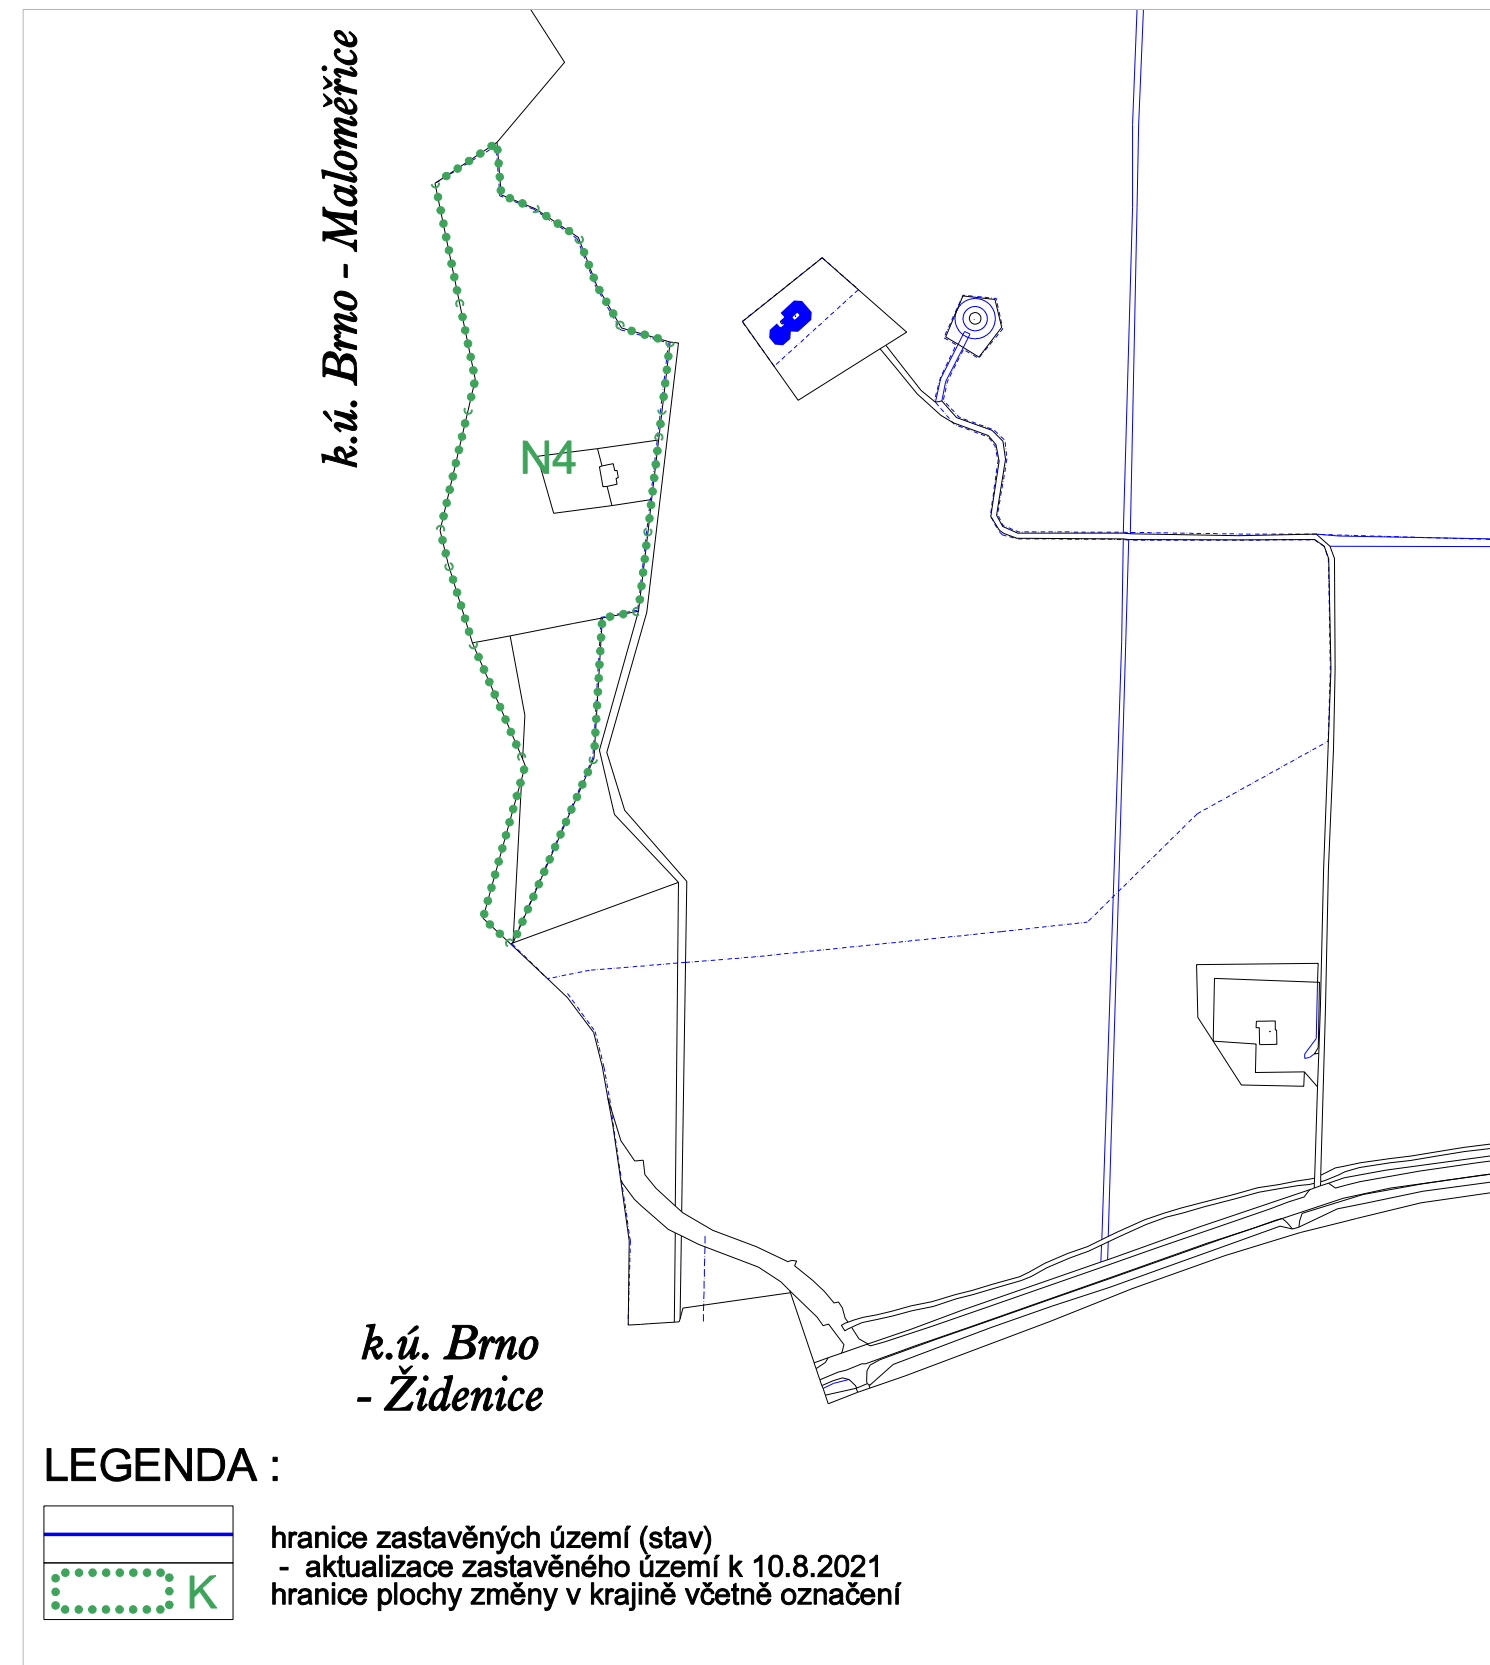 k.ú. Brno - Maloměřice
N4
k.ú. Brno
- Židenice
LEGENDA :
hranice zastavěných území (stav)
- aktualizace zastavěného území k 10.8.2021
K
hranice plochy změny v krajině včetně označení